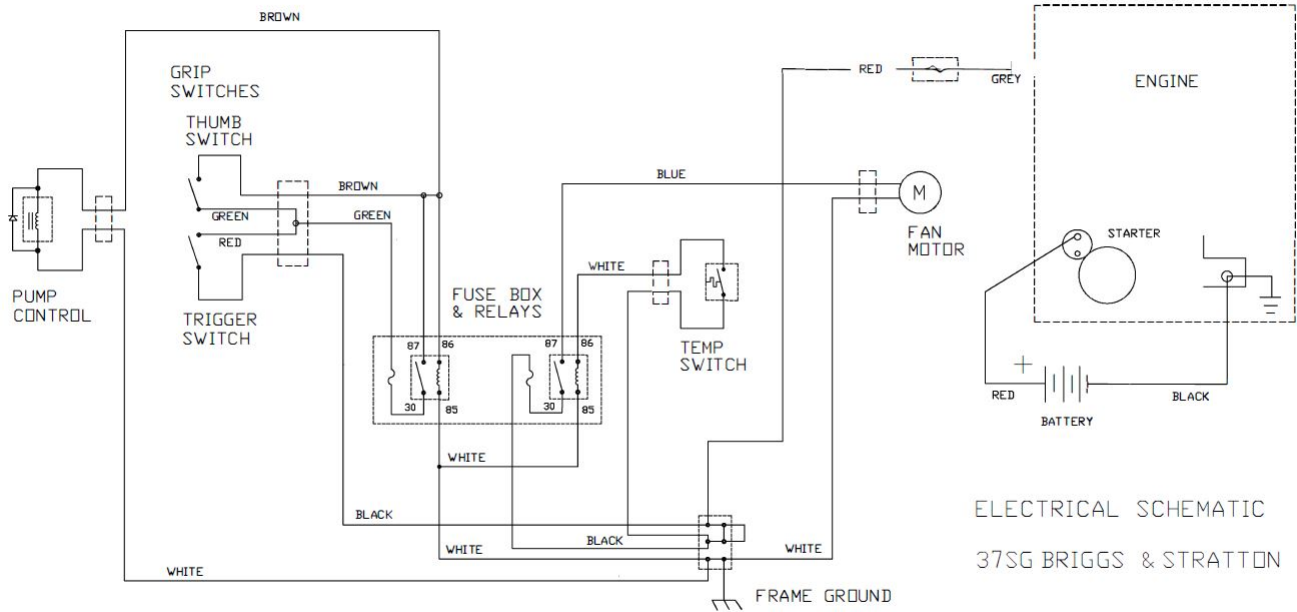 BROWN
GRIP
SWITCHES
THUMB
SWITCH
RED
GREY
ENGINE
BROWN
BLUE
M
GREEN
GREEN
RED
FAN
MOTOR
STARTER
WHITE
PUMP
CONTROL
TRIGGER
SWITCH
FUSE BOX
& RELAYS
TEMP
SWITCH
87
86
87
86
30
85
30
85
+
RED
BLACK
BATTERY
WHITE
BLACK
BLACK
WHITE
WHITE
WHITE
FRAME GROUND
ELECTRICAL SCHEMATIC
37SG BRIGGS & STRATTON